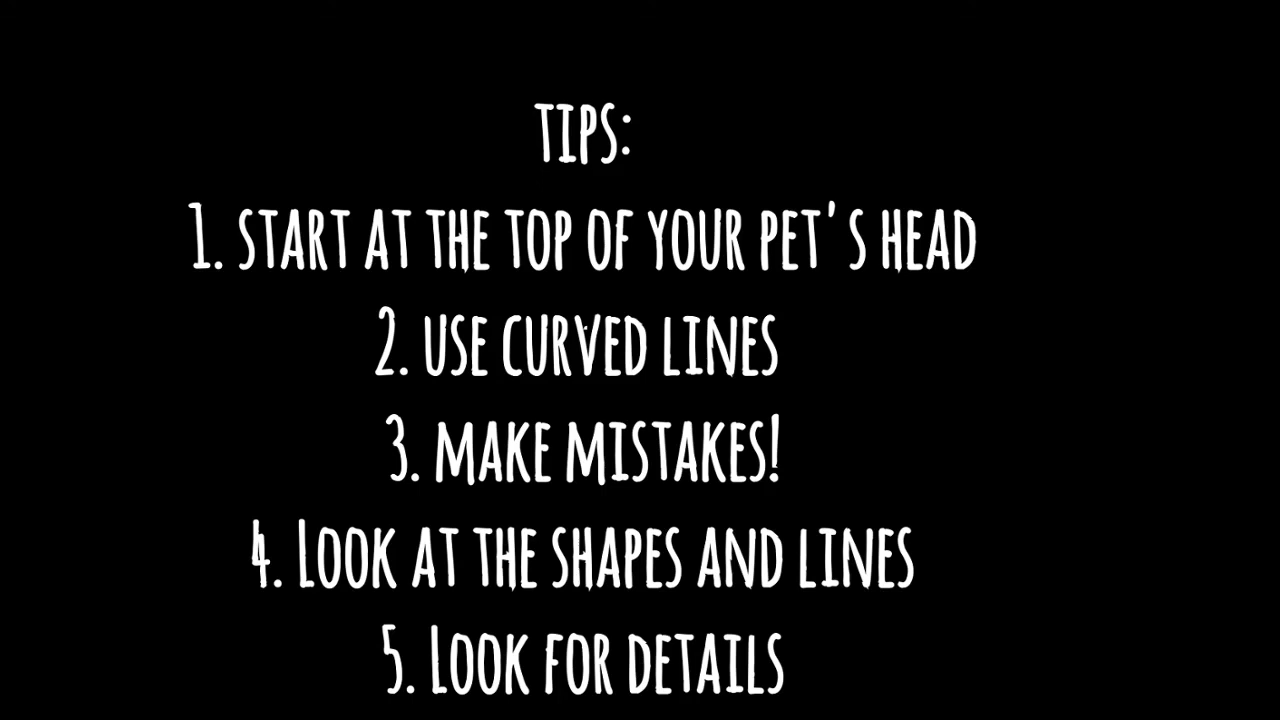 TIPS:
1. START AT THE TOP OF YOUR PET'S HEAD
2. USE CURVED LINES
3. MAKE MISTAKES!
4. LOOK AT THE SHAPES AND LINES
5. LOOK FOR DETAILS